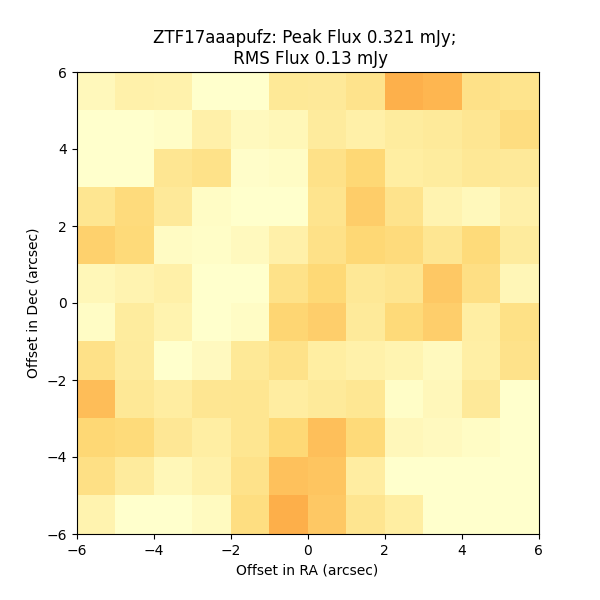 ZTF17aaapufz: Peak Flux 0.321 mJy;
RMS Flux 0.13 mJy
6
4
2
0
−2
−4
−6
Offset in Dec (arcsec)
−6 −4 −2 0 2 4 6
Offset in RA (arcsec)